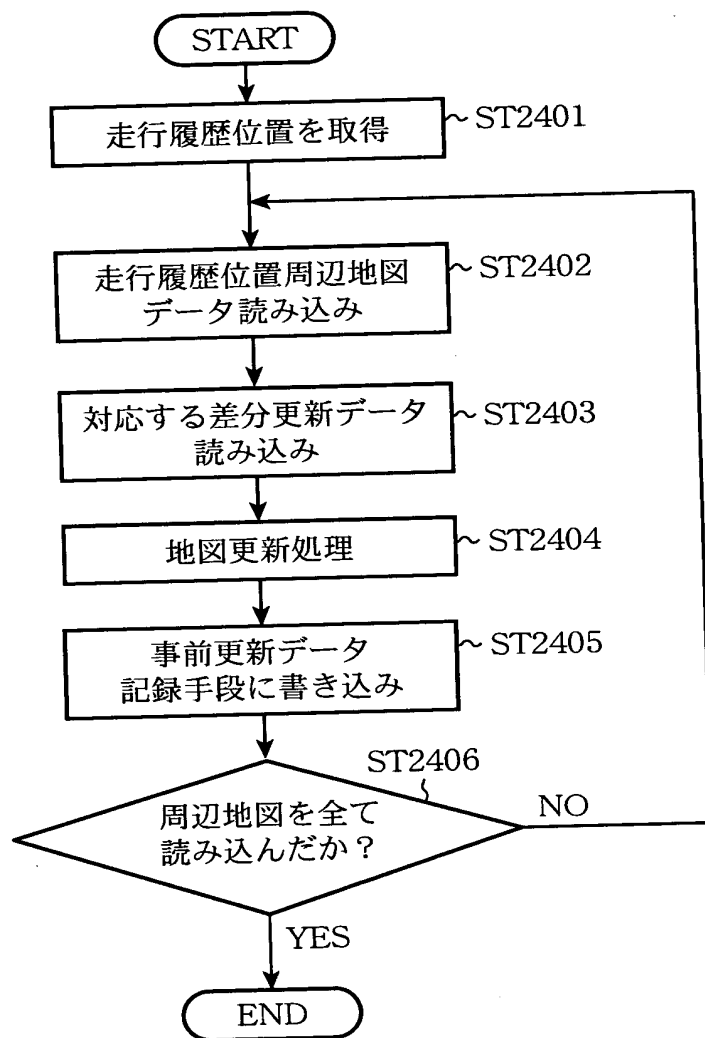 START
走行履歴位置を取得
ST2401
走行履歴位置周辺地図
データ読み込み
ST2402
対応する差分更新データ
読み込み
ST2403
地図更新処理
ST2404
事前更新データ
記録手段に書き込み
ST2405
ST2406
周辺地図を全て
読み込んだか？
NO
YES
END